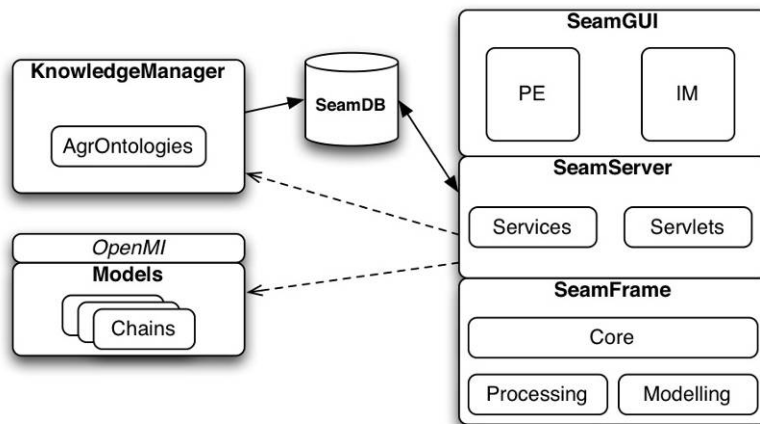 SeamGUI
PE
IM
KnowledgeManager
AgrOntologies
SeamDB
SeamServer
Services
Servlets
OpenMI
Models
Chains
SeamFrame
Core
Processing
Modelling